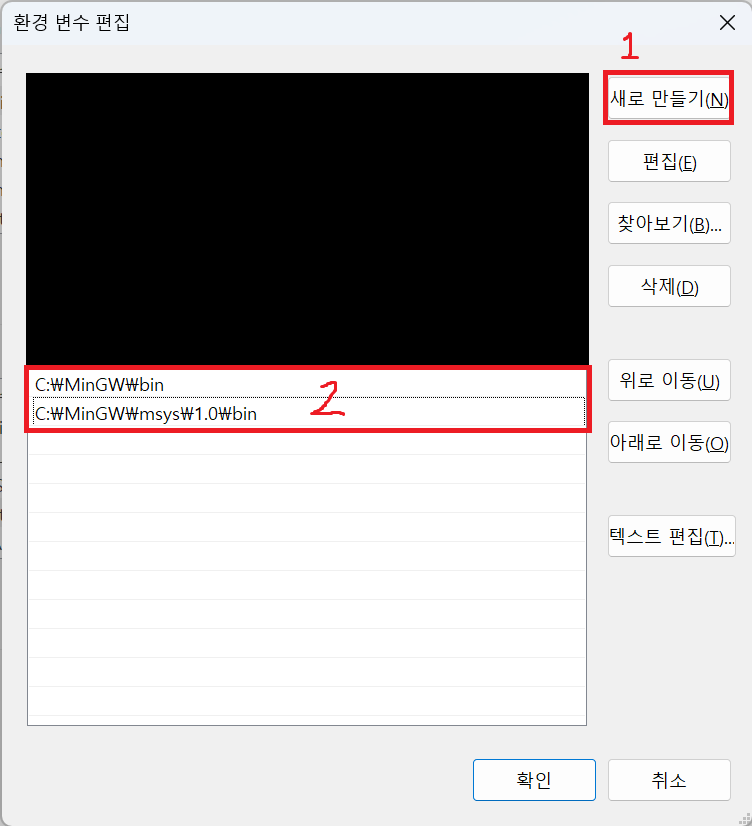 환경 변수 편집
1
새로 만들기(N)
편집(E)
찾아보기(B)...
삭제(D)
C:₩MinGW₩bin
C:₩MinGW₩msys₩1.0₩bin
2
위로 이동(U)
아래로 이동(O)
텍스트 편집(T)...
확인
취소